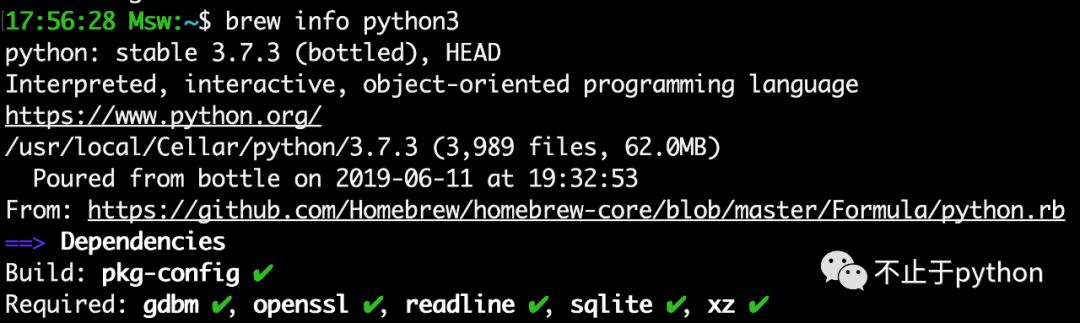 17:56:28 Msw:~$ brew info python3
python: stable 3.7.3 (bottled), HEAD
Interpreted, interactive, object-oriented programming language
https://www.python.org/
/usr/local/Cellar/python/3.7.3 (3,989 files, 62.0MB)
  Poured from bottle on 2019-06-11 at 19:32:53
From: https://github.com/Homebrew/homebrew-core/blob/master/Formula/python.rb
==> Dependencies
Build: pkg-config ✔
Required: gdbm ✔, openssl ✔, readline ✔, sqlite ✔, xz ✔
不止于python